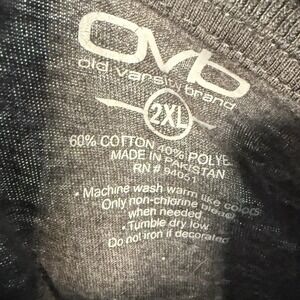 OVB
old varsity brand
2XL
60% COTTON 40% POLYE
MADE IN PAKISTAN
RN # 94061
• Machine wash warm like colors
Only non-chlorine bleach
when needed
• Tumble dry low
Do not iron if decorated